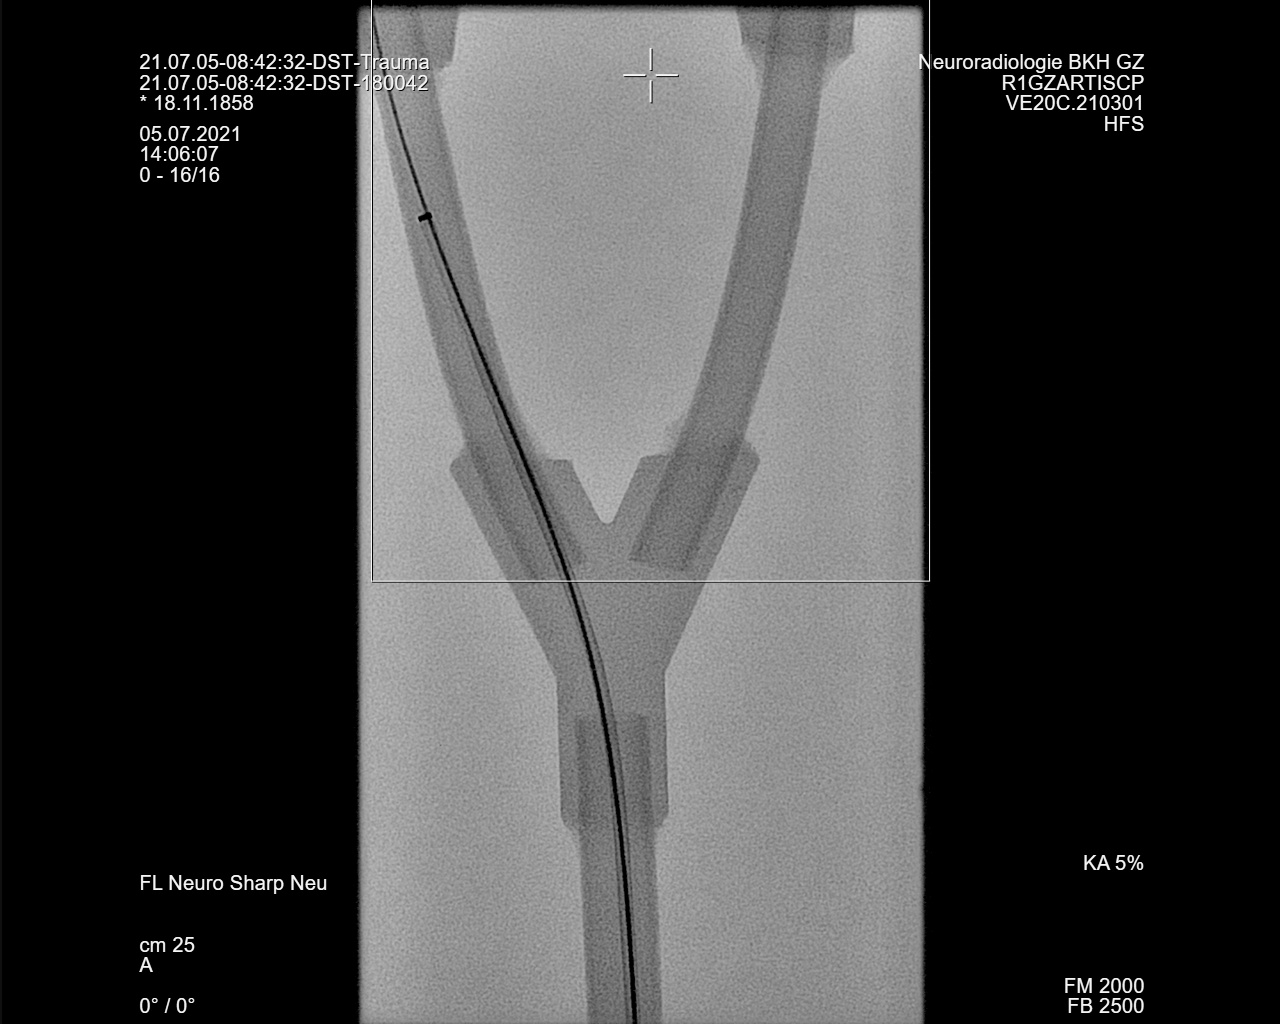 21.07.05-08:42:32-DST-Trauma
21.07.05-08:42:32-DST-180042
* 18.11.1858
05.07.2021
14:06:07
0 - 16/16
Neuroradiologie BKH GZ
R1GZARTISCP
VE20C.210301
HFS
FL Neuro Sharp Neu
cm 25
A
0° / 0°
KA 5%
FM 2000
FB 2500